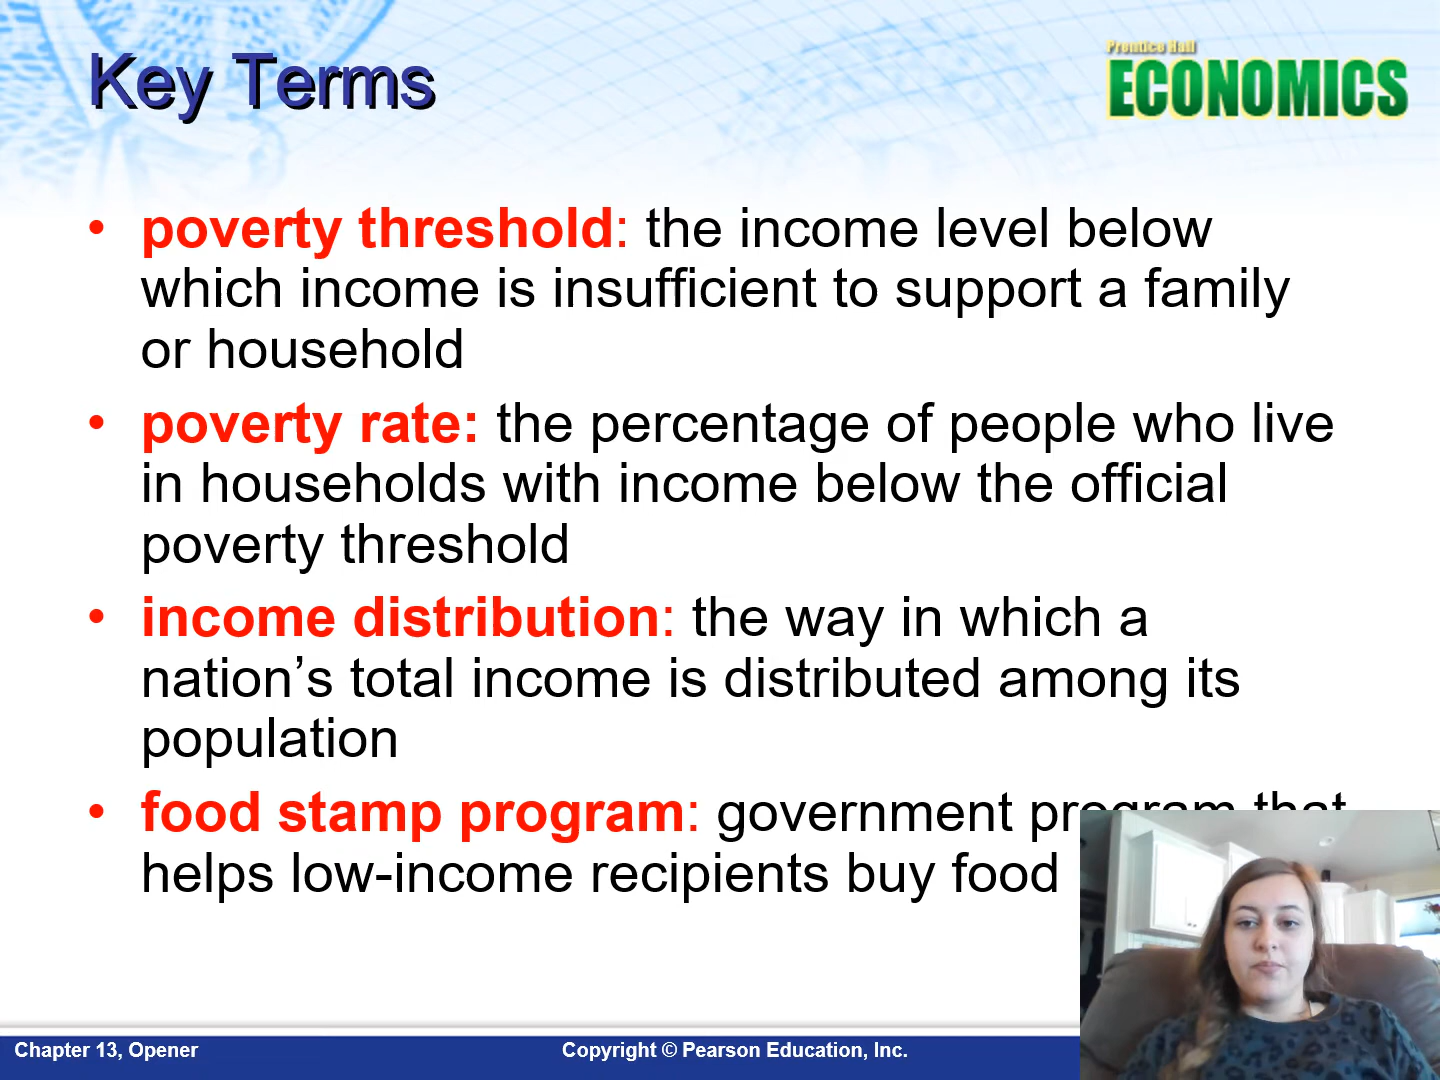 Key Terms
Prentice Hall
ECONOMICS
• poverty threshold: the income level below
which income is insufficient to support a family
or household
• poverty rate: the percentage of people who live
in households with income below the official
poverty threshold
• income distribution: the way in which a
nation’s total income is distributed among its
population
• food stamp program: government program that
helps low-income recipients buy food
Chapter 13, Opener
Copyright © Pearson Education, Inc.